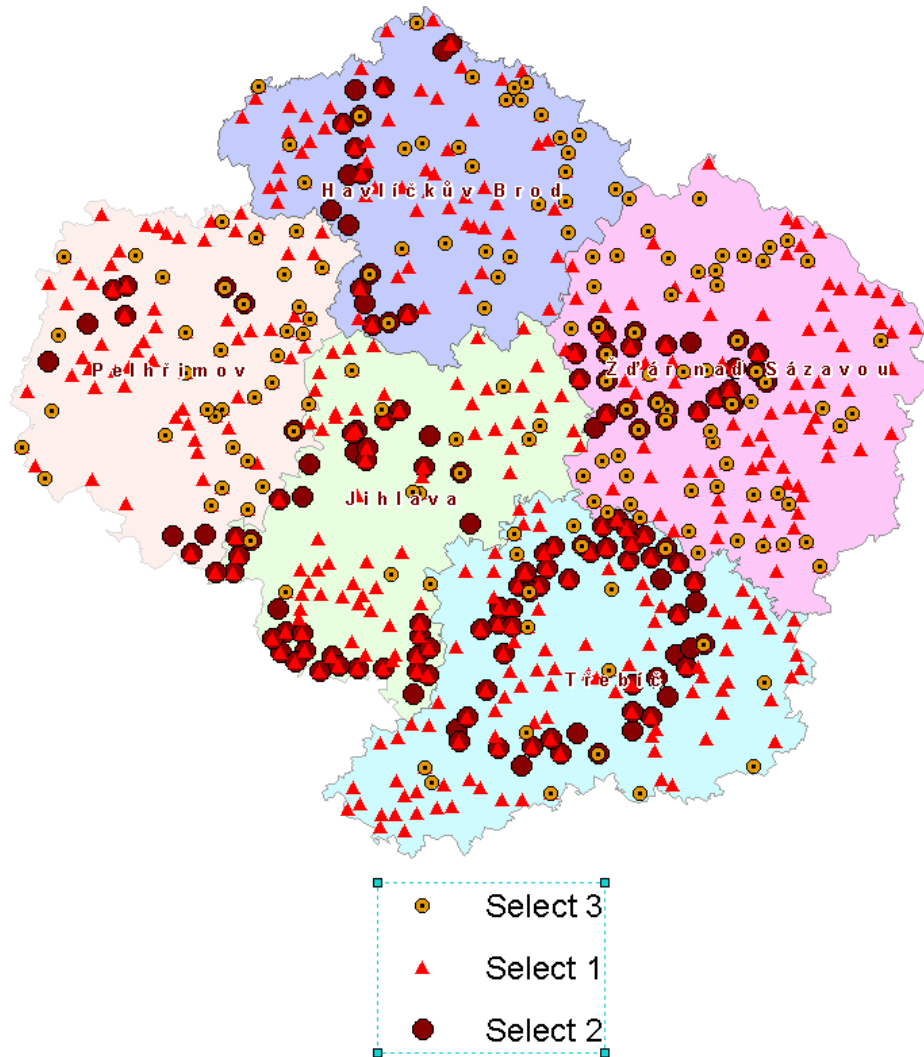 Havlíčkův Brod
Pelhřimov
Žďár nad Sázavou
Jihlava
Třebíč
Select 3
Select 1
Select 2